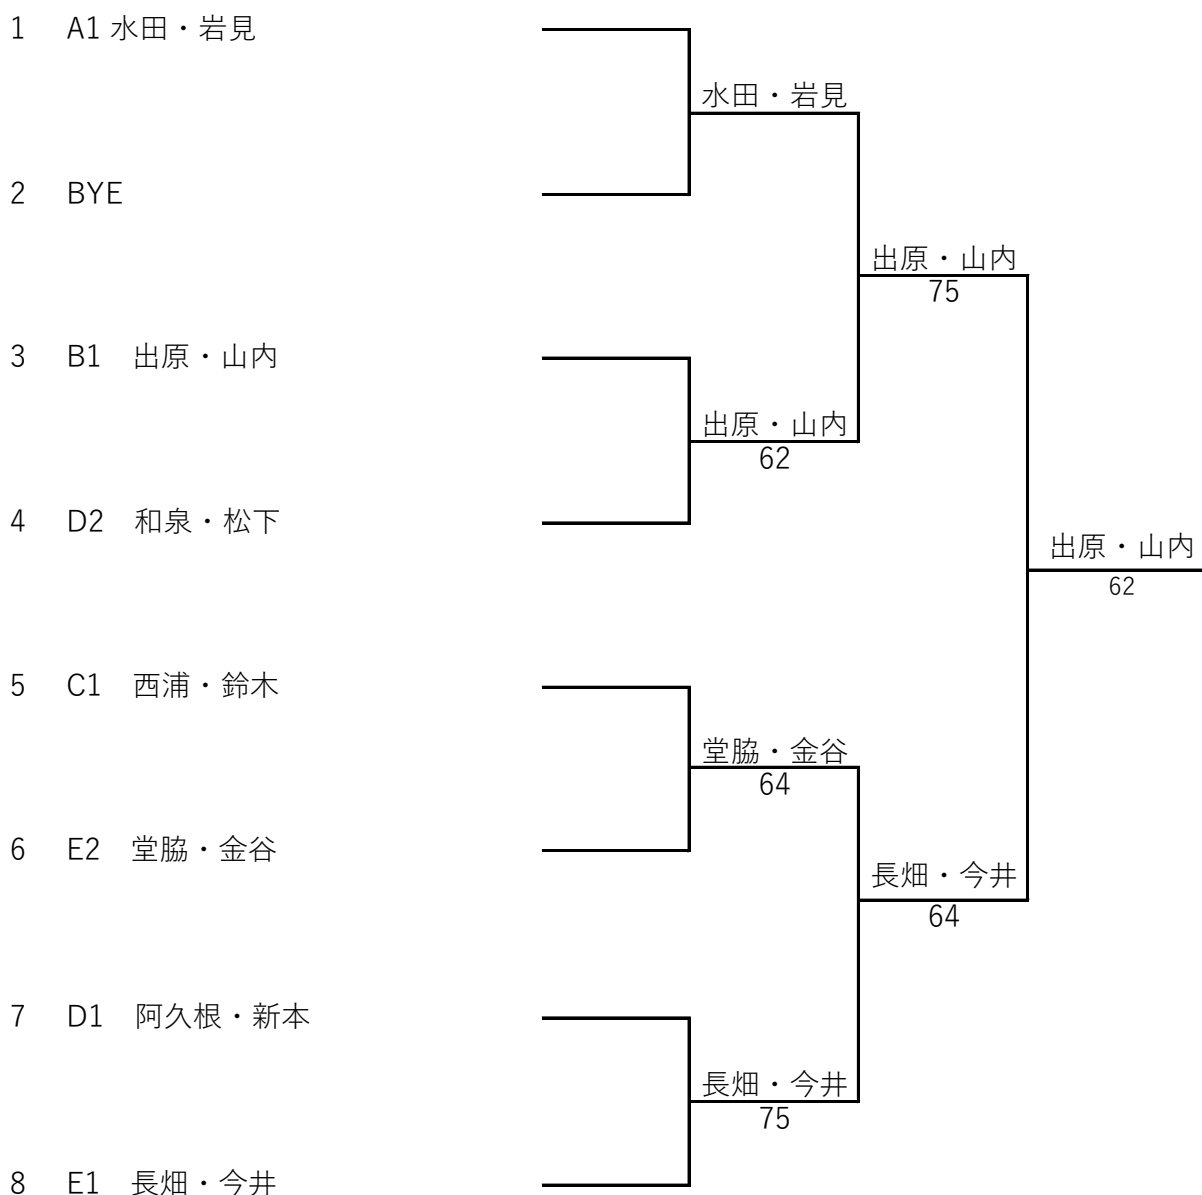 1 A1 水田・岩見
水田・岩見
2 BYE
出原・山内
75
3 B1 出原・山内
出原・山内
62
4 D2 和泉・松下
出原・山内
62
5 C1 西浦・鈴木
堂脇・金谷
64
6 E2 堂脇・金谷
長畑・今井
64
7 D1 阿久根・新本
長畑・今井
75
8 E1 長畑・今井